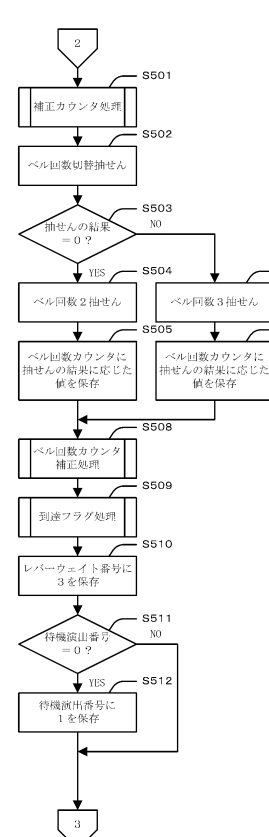 2
S501
補正カウンタ処理
S502
ベル回数切替抽せん
S503
抽せんの結果
＝０？
NO
YES
S504
ベル回数２抽せん
ベル回数３抽せん
S505
ベル回数カウンタに
抽せんの結果に応じた
値を保存
ベル回数カウンタに
抽せんの結果に応じた
値を保存
S508
ベル回数カウンタ
補正処理
S509
到達フラグ処理
S510
レバーウェイト番号に
３を保存
S511
待機演出番号
＝０？
NO
YES
S512
待機演出番号に
１を保存
3